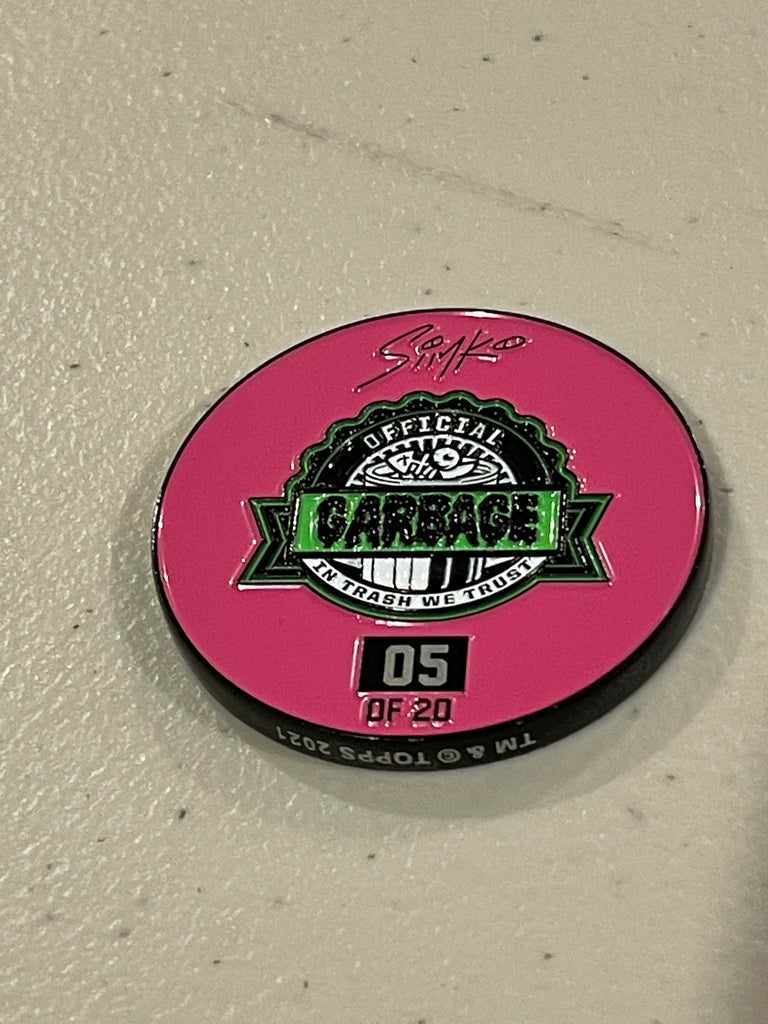 Simko
OFFICIAL
GARBAGE
IN TRASH WE TRUST
05
OF 20
TM & © TOPPS 2021